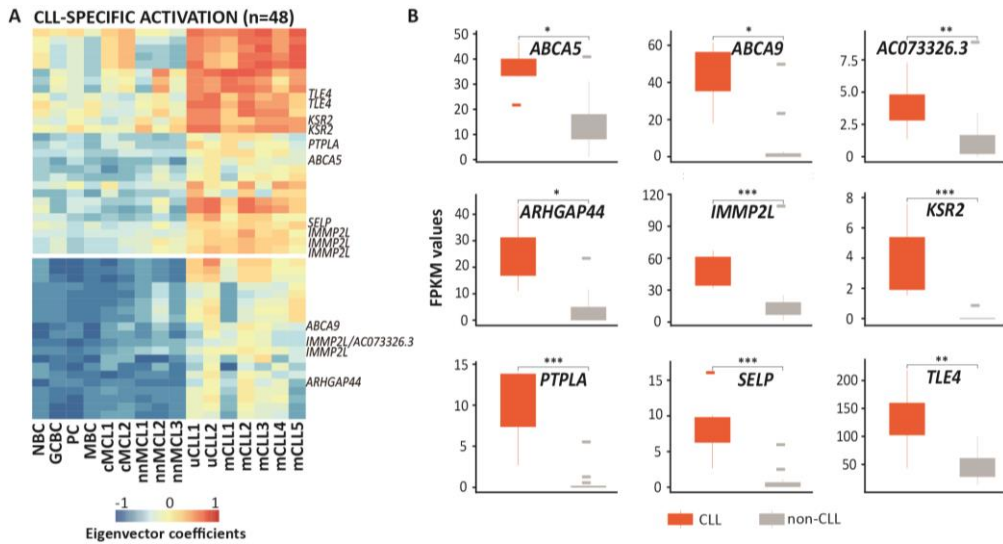 A CLL-SPECIFIC ACTIVATION (n=48)
TLE4
TLE4
KSR2
KSR2
PTPLA
ABCA5
SELP
IMMP2L
IMMP2L
IMMP2L
ABCA9
IMMP2L/AC073326.3
IMMP2L
ARHGAP44
NBC
GCBC
PC
MBC
cMCL1
cMCL2
nnMCL1
nnMCL2
nnMCL3
uCLL1
uCLL2
mCLL1
mCLL2
mCLL3
mCLL4
mCLL5
-1 0 1
Eigenvector coefficients
B
FPKM values
*
ABCA5
50
40
30
20
10
0
*
ABCA9
60
40
20
0
**
AC073326.3
7.5
5.0
2.5
0
*
ARHGAP44
40
30
20
10
0
***
IMMP2L
120
90
60
30
0
***
KSR2
8
6
4
2
0
***
PTPLA
15
10
5
0
***
SELP
15
10
5
0
**
TLE4
200
150
100
50
CLL non-CLL